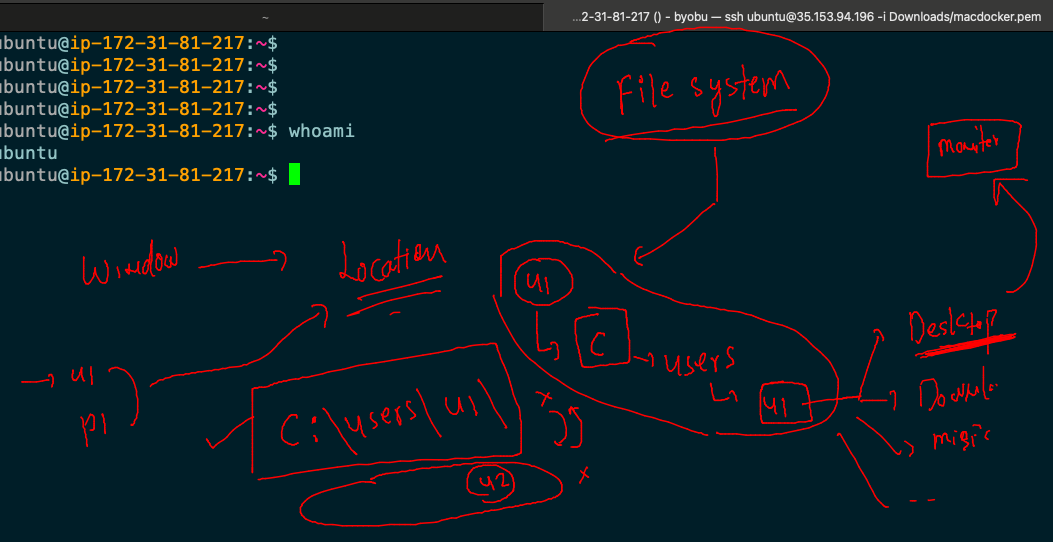 ~
...2-31-81-217 () - byobu — ssh ubuntu@35.153.94.196 -i Downloads/macdocker.pem
ubuntu@ip-172-31-81-217:~$
ubuntu@ip-172-31-81-217:~$
ubuntu@ip-172-31-81-217:~$
ubuntu@ip-172-31-81-217:~$
ubuntu@ip-172-31-81-217:~$ whoami
ubuntu
ubuntu@ip-172-31-81-217:~$
File system
moniter
Window
Location
u1
C
users
u1
Desktop
music
u1
p1
C:\users\u1\
x
u2
x